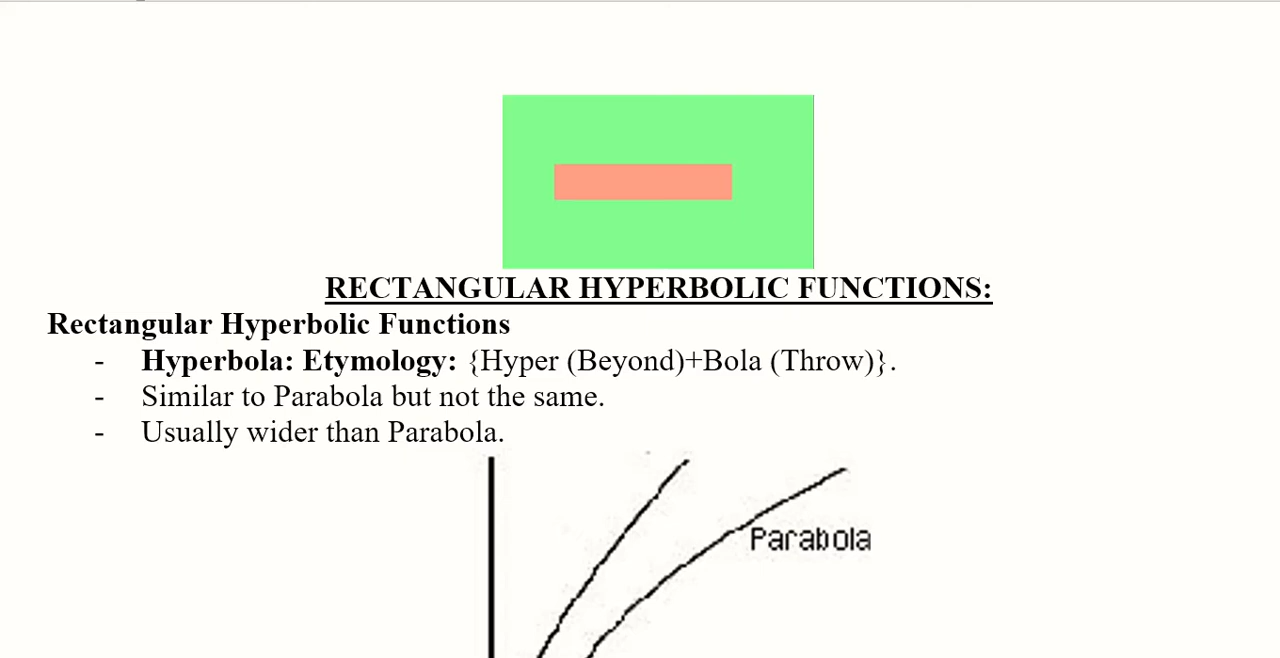 RECTANGULAR HYPERBOLIC FUNCTIONS:
Rectangular Hyperbolic Functions
- Hyperbola: Etymology: {Hyper (Beyond)+Bola (Throw)}.
- Similar to Parabola but not the same.
- Usually wider than Parabola.
Parabola